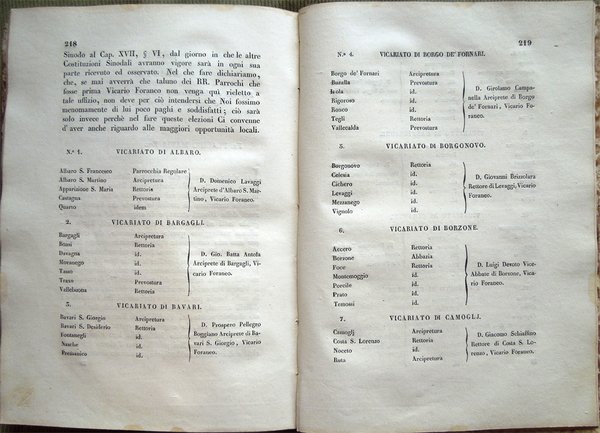 218
Sinodo al Cap. XVII, § VI, dal giorno in che le altre
Costituzioni Sinodali avranno vigore sarà in ogni sua
parte ricevuto ed osservato. Nel che fare dichiariamo,
che, se mai avverrà che taluno dei RR. Parrochi che
fosse prima Vicario Foraneo non venga quì rieletto a
tale uffizio, non deve per ciò intendersi che Noi fossimo
menomamente di lui poco paghi e soddisfatti; ciò sarà
solo invece perchè nel fare queste elezioni Ci convenne
d'aver anche riguardo alle maggiori opportunità locali.
N.º 1. VICARIATO DI ALBARO.
Albaro S. Francesco Parrocchia Regolare
Albaro S. Martino Arcipretura
Apparizione S. Maria Rettoria
Castagna Prevostura
Quarto idem
D. Domenico Lavaggi
Arciprete d'Albaro S. Mar-
tino, Vicario Foraneo.
2. VICARIATO DI BARGAGLI.
Bargagli Arcipretura
Boasi Rettoria
Davagna id.
Moranego id.
Tasso id.
Traxo Prevostura
Vallebuona Rettoria
D. Gio. Batta Antola
Arciprete di Bargagli, Vi-
cario Foraneo.
3. VICARIATO DI BAVARI.
Bavari S. Giorgio Arcipretura
Bavari S. Desiderio Rettoria
Fontanegli id.
Nasche id.
Premanico id.
D. Prospero Pellegro
Boggiano Arciprete di Ba-
vari S. Giorgio, Vicario
Foraneo.
219
N.º 4. VICARIATO DI BORGO DE' FORNARI.
Borgo de' Fornari Arcipretura
Busalla Prevostura
Isola id.
Rigoroso id.
Ronco id.
Tegli Rettoria
Vallecalda Prevostura
D. Girolamo Campa-
nella Arciprete di Borgo
de' Fornari, Vicario Fo-
raneo.
5. VICARIATO DI BORGONOVO.
Borgonovo Rettoria
Celesia id.
Cichero id.
Levaggi id.
Mezzanego id.
Vignolo id.
D. Giovanni Brizzolara
Rettore di Levaggi, Vicario
Foraneo.
6. VICARIATO DI BORZONE.
Acero Rettoria
Borzone Abbazia
Foce Rettoria
Montemoggio id.
Porcile id.
Prato id.
Temossi id.
D. Luigi Devoto Vice-
Abbate di Borzone, Vica-
rio Foraneo.
7. VICARIATO DI CAMOGLI.
Camogli Arcipretura
Costa S. Lorenzo Rettoria
Noceto id.
Ruta Arcipretura
D. Giacomo Schiaffino
Rettore di Costa S. Lo-
renzo, Vicario Foraneo.